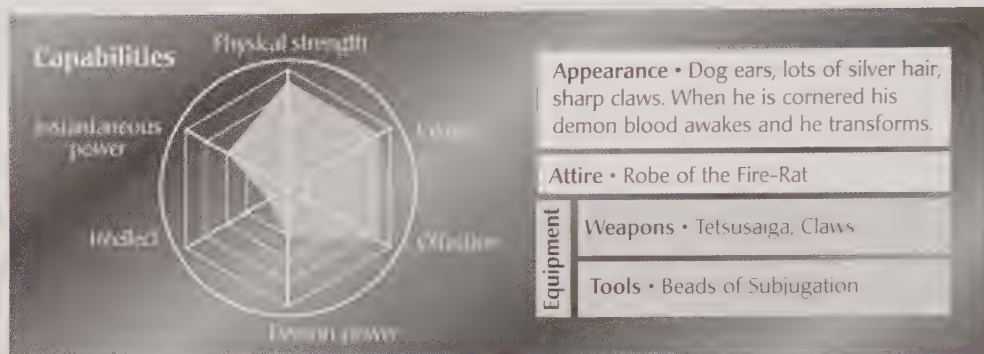 Capabilities
Physical strength
Instantaneous
power
Intellect
Olfaction
Demon power
Appearance • Dog ears, lots of silver hair,
sharp claws. When he is cornered his
demon blood awakes and he transforms.
Attire • Robe of the Fire-Rat
Equipment
Weapons • Tetsusaiga, Claws
Tools • Beads of Subjugation